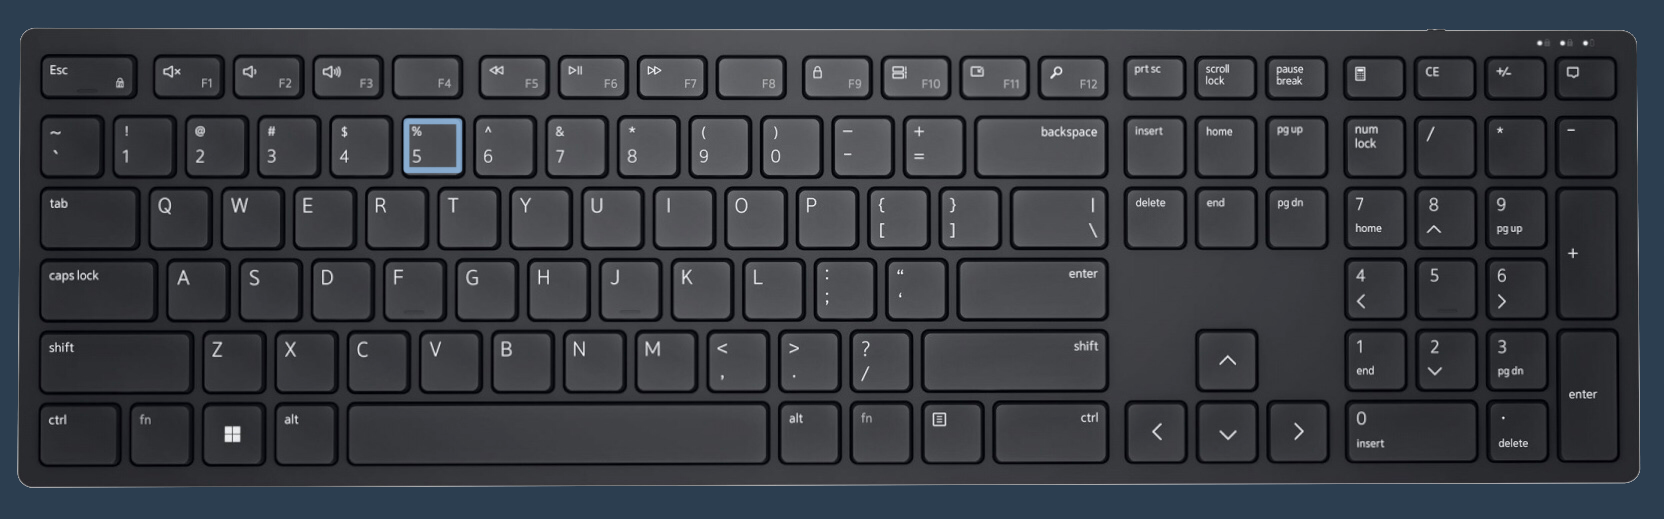 Esc F1 F2 F3 F4 F5 F6 F7 F8 F9 F10 F11 F12 prt sc scroll lock pause break CE +/-
~ ! @ # $ % ^ & * ( ) – + backspace insert home pg up num lock / * –
` 1 2 3 4 5 6 7 8 9 0 - =
tab Q W E R T Y U I O P { } | delete end pg dn 7 8 9
[ ] \ home pg up +
caps lock A S D F G H J K L : “ enter 4 5 6
; ‘
shift Z X C V B N M < > ? shift 1 2 3
, . / end pg dn enter
ctrl fn alt alt fn ctrl 0 .
insert delete